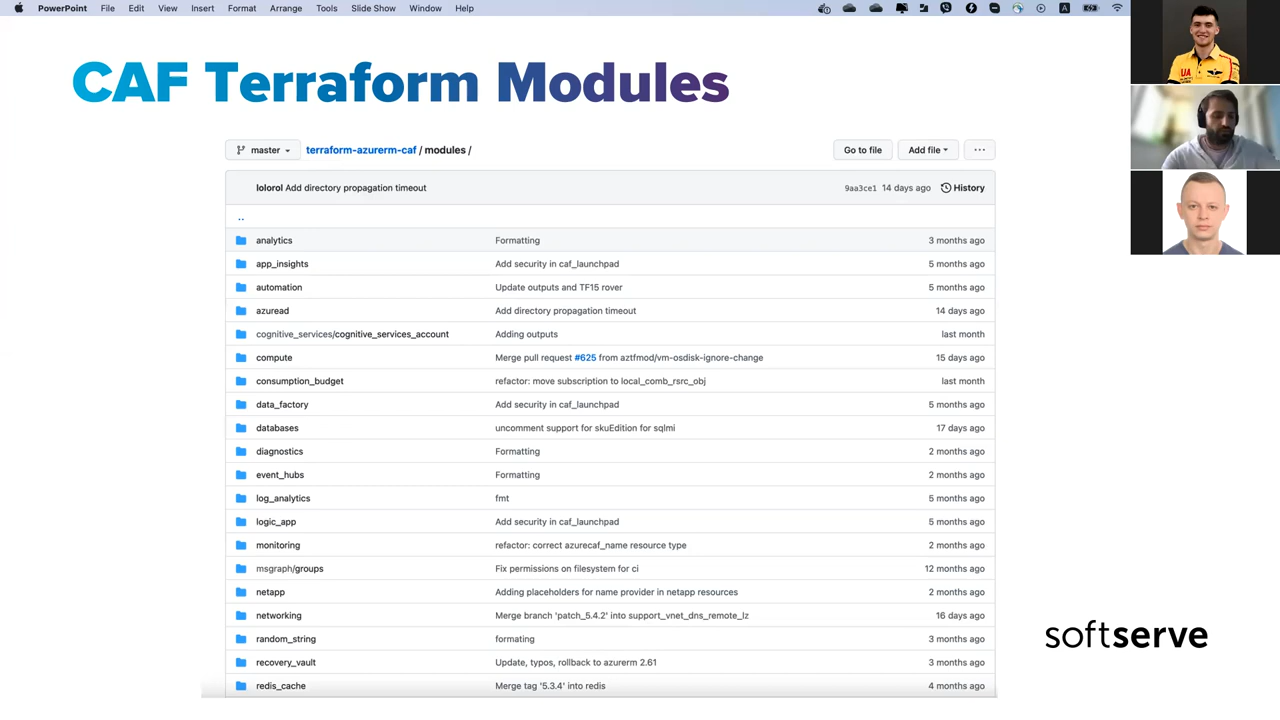 PowerPoint File Edit View Insert Format Arrange Tools Slide Show Window Help
CAF Terraform Modules
master terraform-azurerm-caf / modules / Go to file Add file ...
lolorol Add directory propagation timeout 9aa3ce1 14 days ago History
..
analytics Formatting 3 months ago
app_insights Add security in caf_launchpad 5 months ago
automation Update outputs and TF15 rover 5 months ago
azuread Add directory propagation timeout 14 days ago
cognitive_services/cognitive_services_account Adding outputs last month
compute Merge pull request #625 from aztfmod/vm-osdisk-ignore-change 15 days ago
consumption_budget refactor: move subscription to local_comb_rsrc_obj last month
data_factory Add security in caf_launchpad 5 months ago
databases uncomment support for skuEdition for sqlmi 17 days ago
diagnostics Formatting 2 months ago
event_hubs Formatting 2 months ago
log_analytics fmt 5 months ago
logic_app Add security in caf_launchpad 5 months ago
monitoring refactor: correct azurecaf_name resource type 2 months ago
msgraph/groups Fix permissions on filesystem for ci 12 months ago
netapp Adding placeholders for name provider in netapp resources 2 months ago
networking Merge branch 'patch_5.4.2' into support_vnet_dns_remote_lz 16 days ago
random_string formating 3 months ago
recovery_vault Update, typos, rollback to azurerm 2.61 3 months ago
redis_cache Merge tag '5.3.4' into redis 4 months ago
softserve
UA